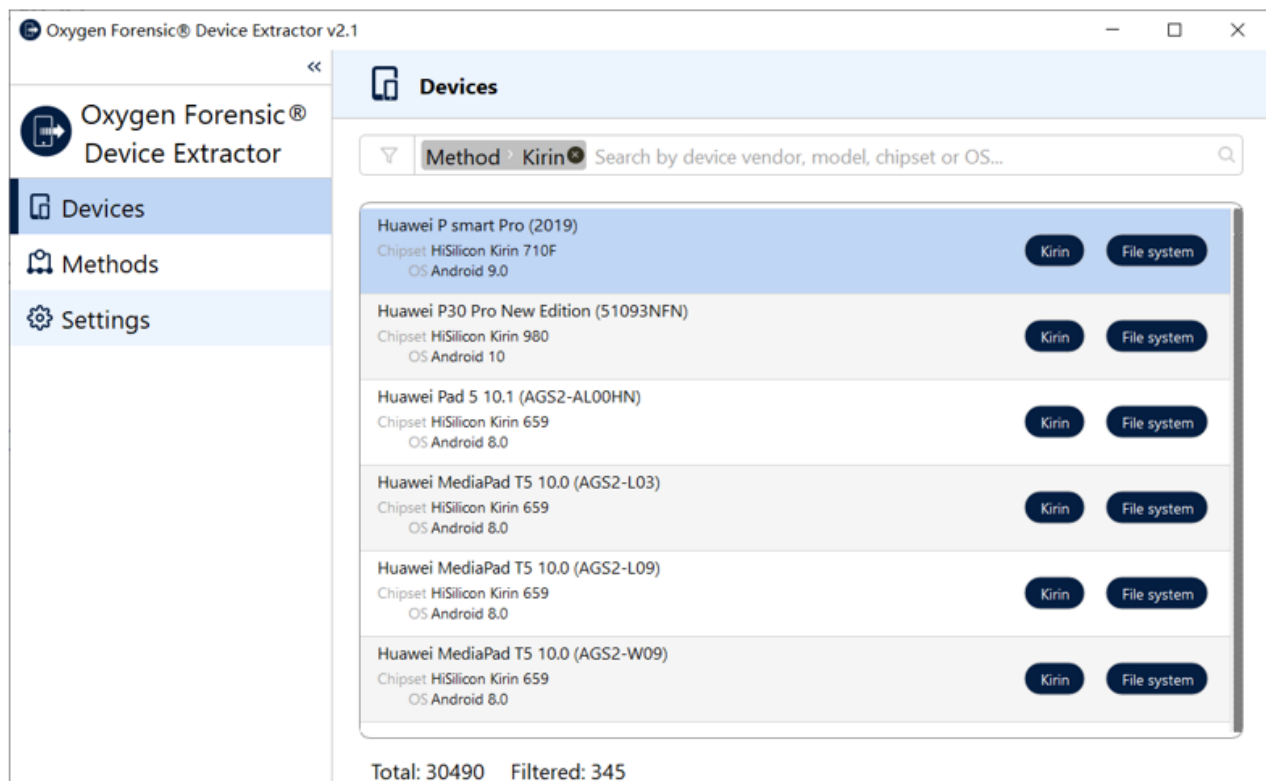 Oxygen Forensic® Device Extractor v2.1
«
Oxygen Forensic®
Device Extractor
Devices
Methods
Settings
Devices
Method Kirin Search by device vendor, model, chipset or OS...
Huawei P smart Pro (2019)
Chipset HiSilicon Kirin 710F
OS Android 9.0
Kirin File system
Huawei P30 Pro New Edition (51093NFN)
Chipset HiSilicon Kirin 980
OS Android 10
Kirin File system
Huawei Pad 5 10.1 (AGS2-AL00HN)
Chipset HiSilicon Kirin 659
OS Android 8.0
Kirin File system
Huawei MediaPad T5 10.0 (AGS2-L03)
Chipset HiSilicon Kirin 659
OS Android 8.0
Kirin File system
Huawei MediaPad T5 10.0 (AGS2-L09)
Chipset HiSilicon Kirin 659
OS Android 8.0
Kirin File system
Huawei MediaPad T5 10.0 (AGS2-W09)
Chipset HiSilicon Kirin 659
OS Android 8.0
Kirin File system
Total: 30490 Filtered: 345